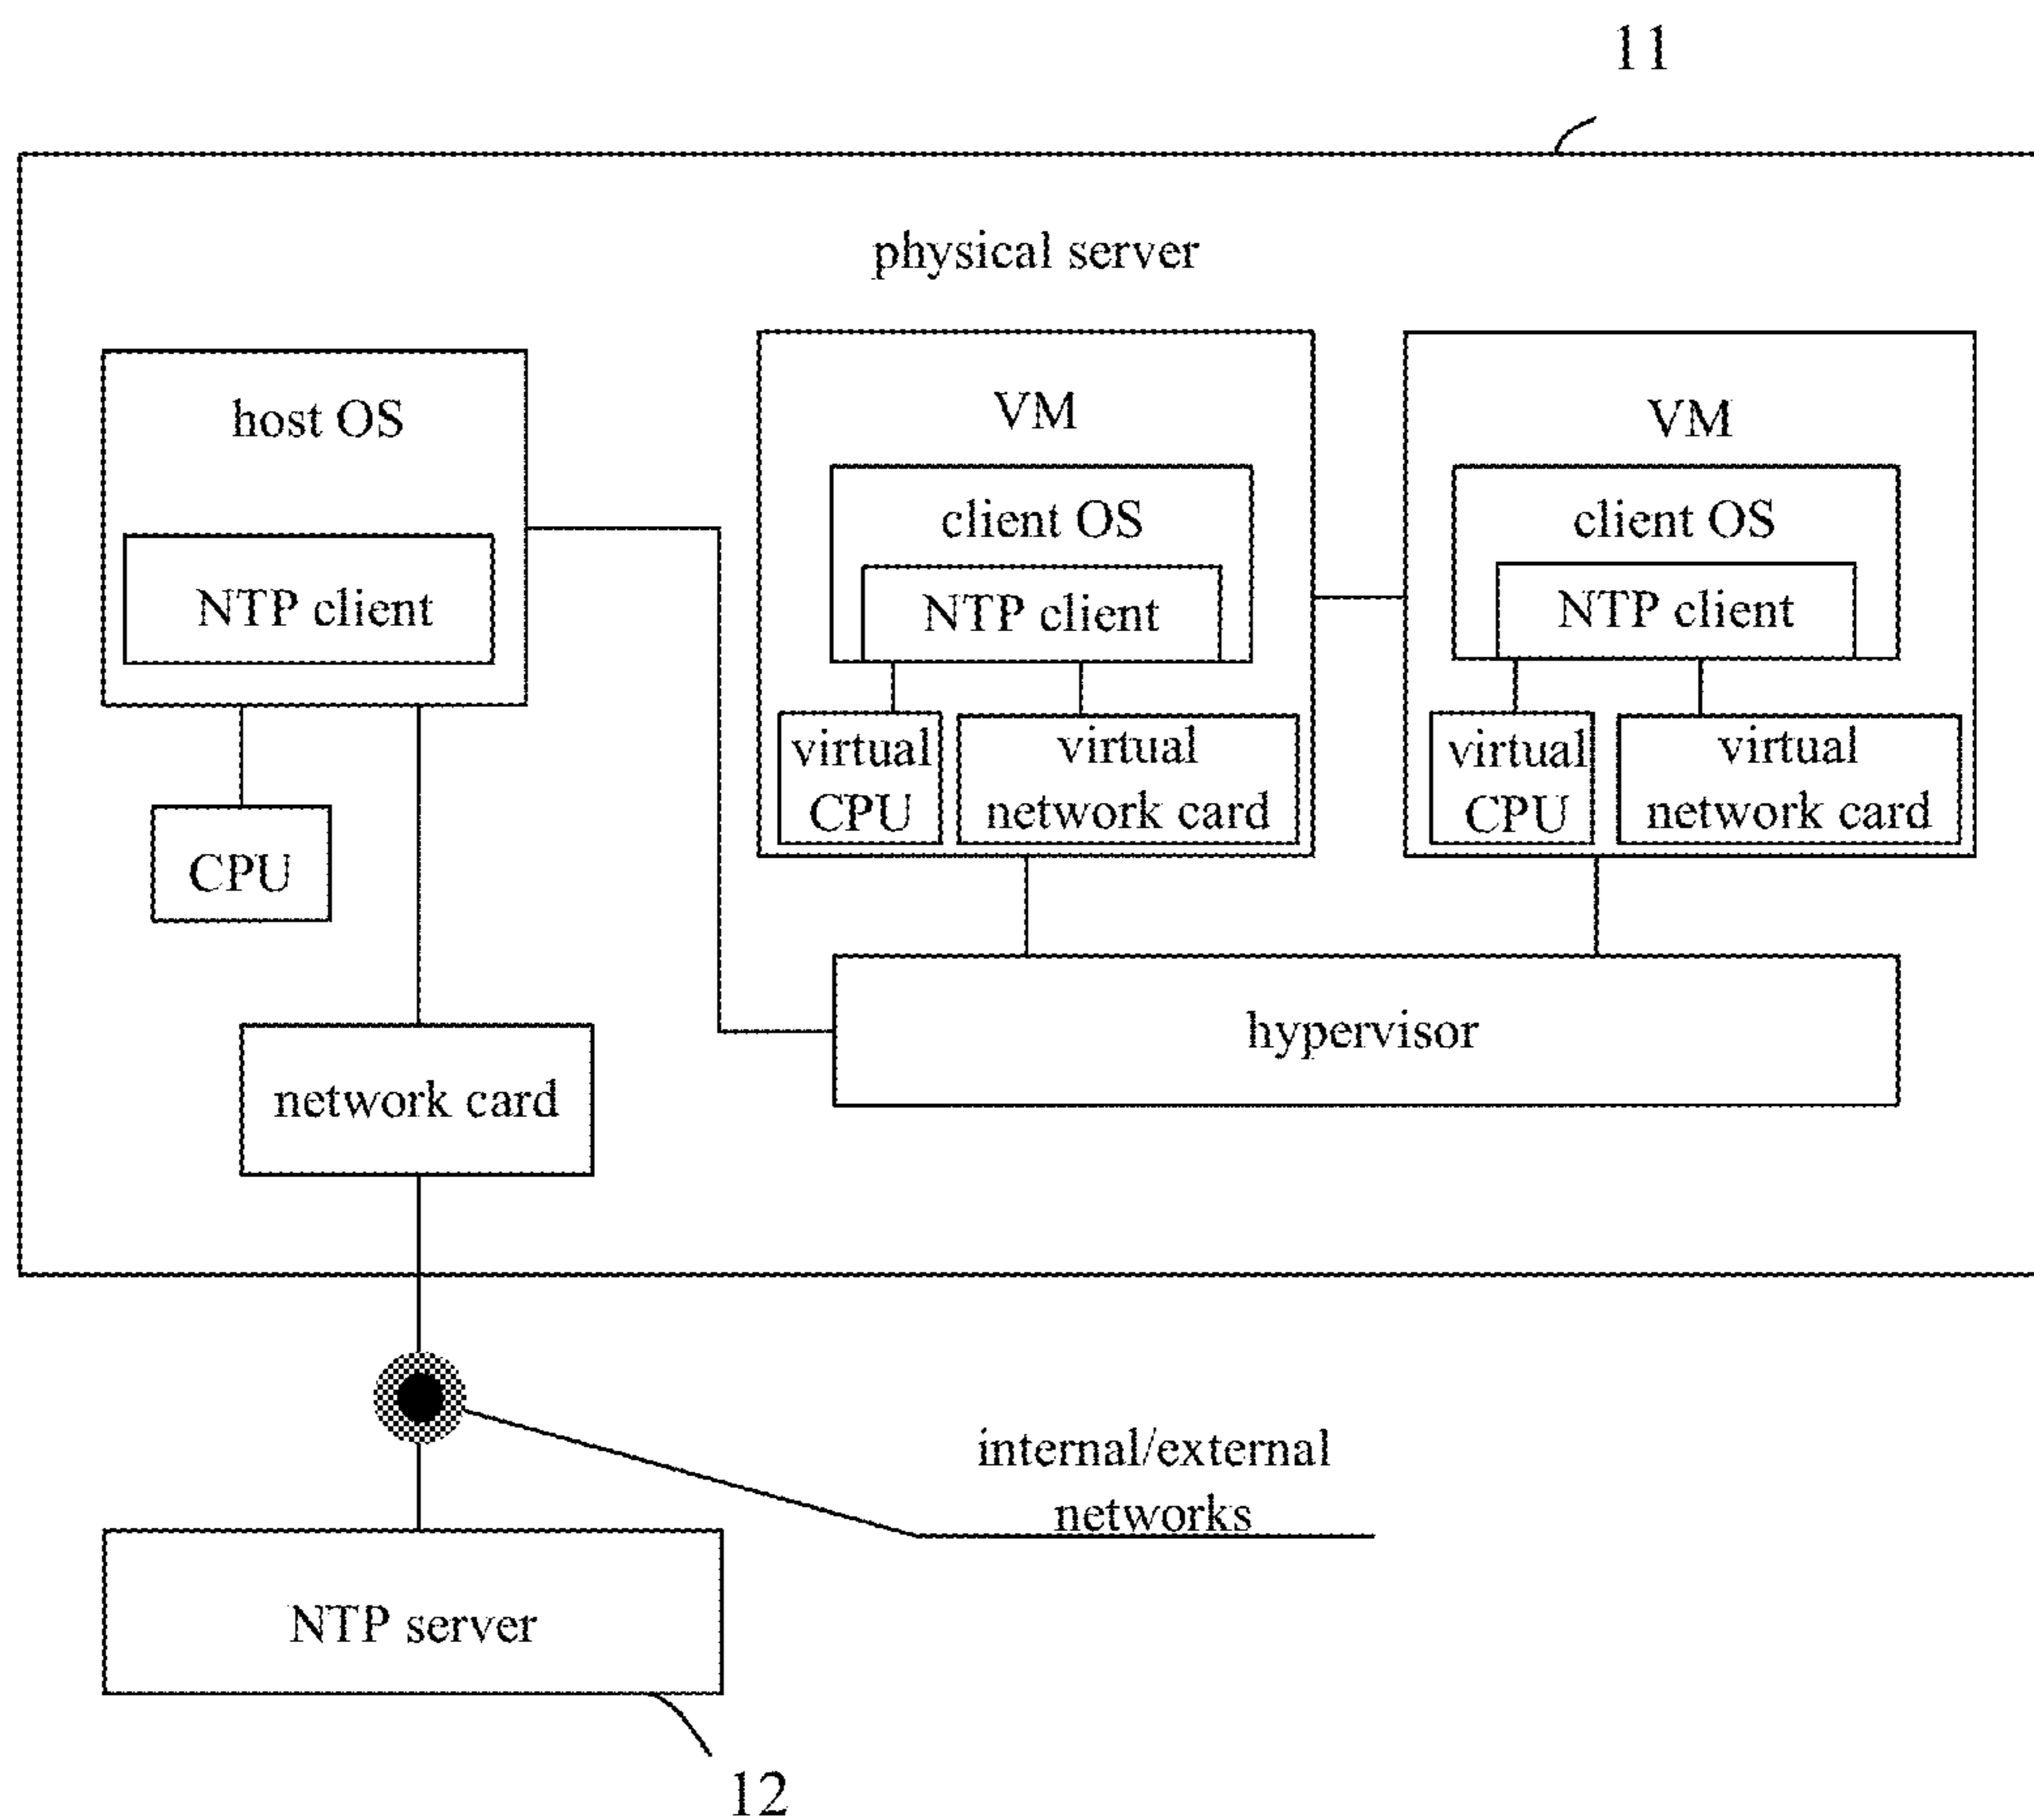 11
physical server
host OS
NTP client
CPU
network card
VM
client OS
NTP client
virtual
CPU
virtual
network card
VM
client OS
NTP client
virtual
CPU
virtual
network card
hypervisor
internal/external
networks
NTP server
12